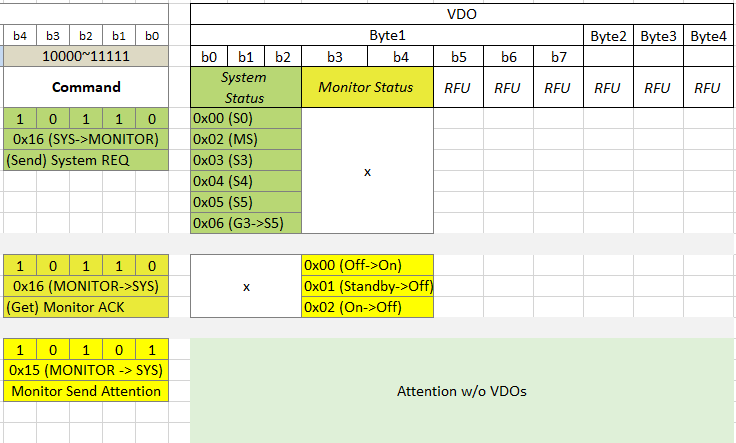 VDO
b4 b3 b2 b1 b0 Byte1 Byte2 Byte3 Byte4
10000~11111 b0 b1 b2 b3 b4 b5 b6 b7
Command System Status Monitor Status RFU RFU RFU RFU RFU RFU
1 0 1 1 0 0x00 (S0)
0x16 (SYS->MONITOR) 0x02 (MS)
(Send) System REQ 0x03 (S3)
x
0x04 (S4)
0x05 (S5)
0x06 (G3->S5)
1 0 1 1 0 0x00 (Off->On)
0x16 (MONITOR->SYS) x 0x01 (Standby->Off)
(Get) Monitor ACK 0x02 (On->Off)
1 0 1 0 1
0x15 (MONITOR -> SYS)
Monitor Send Attention Attention w/o VDOs